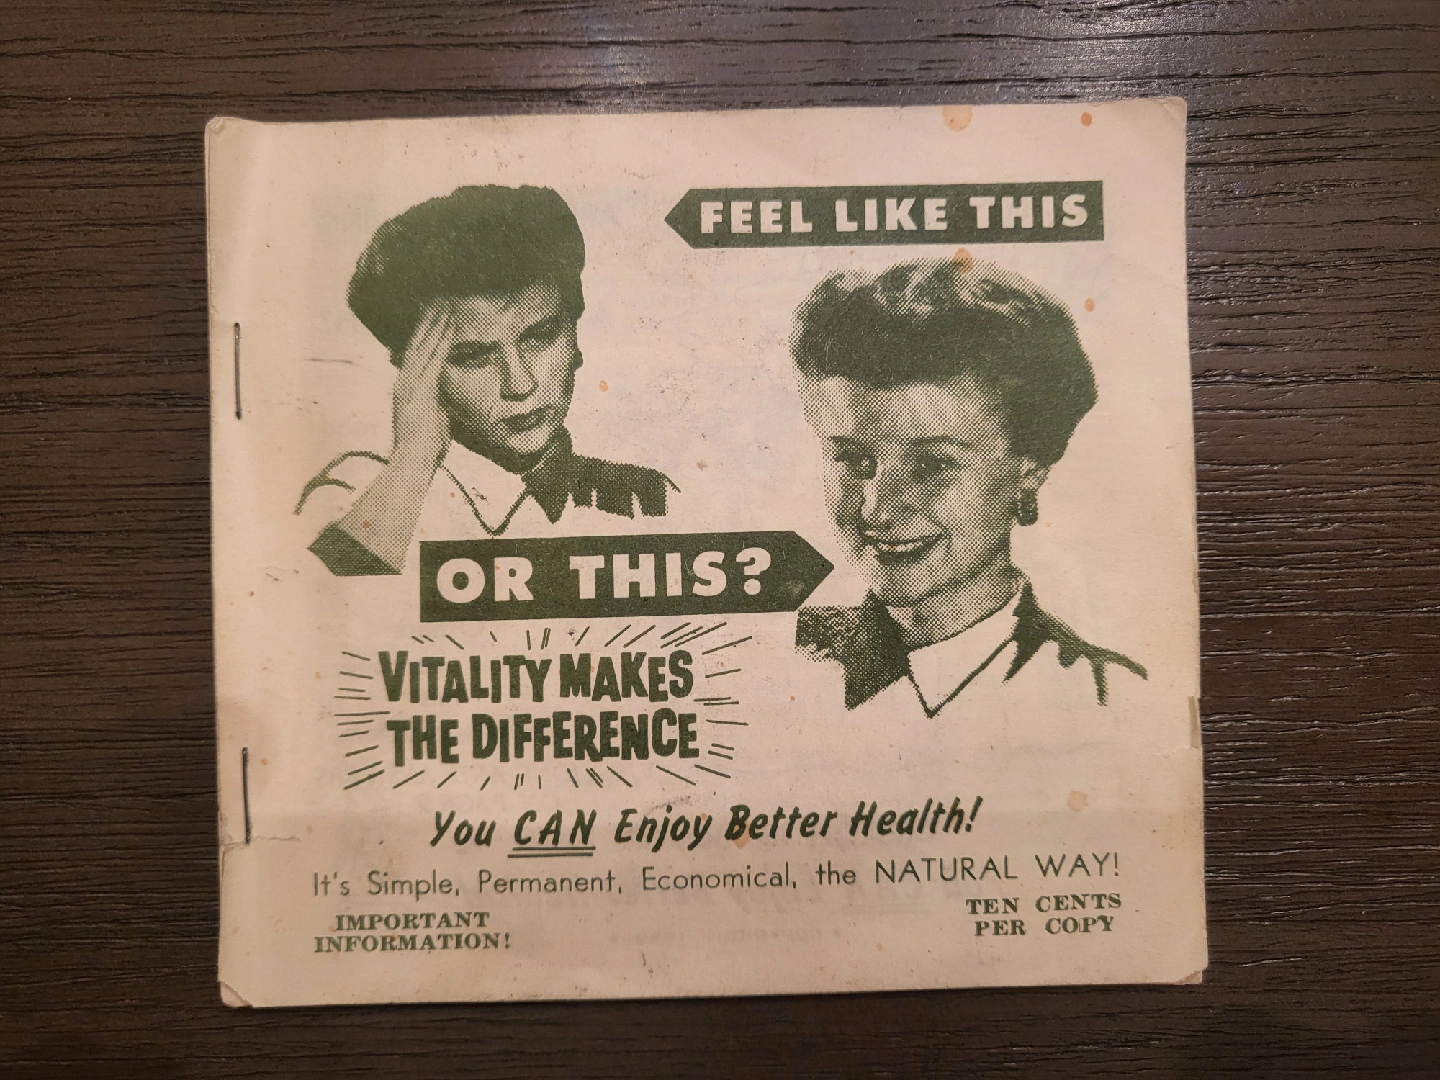 FEEL LIKE THIS
OR THIS?
VITALITY MAKES
THE DIFFERENCE
You CAN Enjoy Better Health!
It's Simple, Permanent, Economical, the NATURAL WAY!
IMPORTANT
INFORMATION!
TEN CENTS
PER COPY